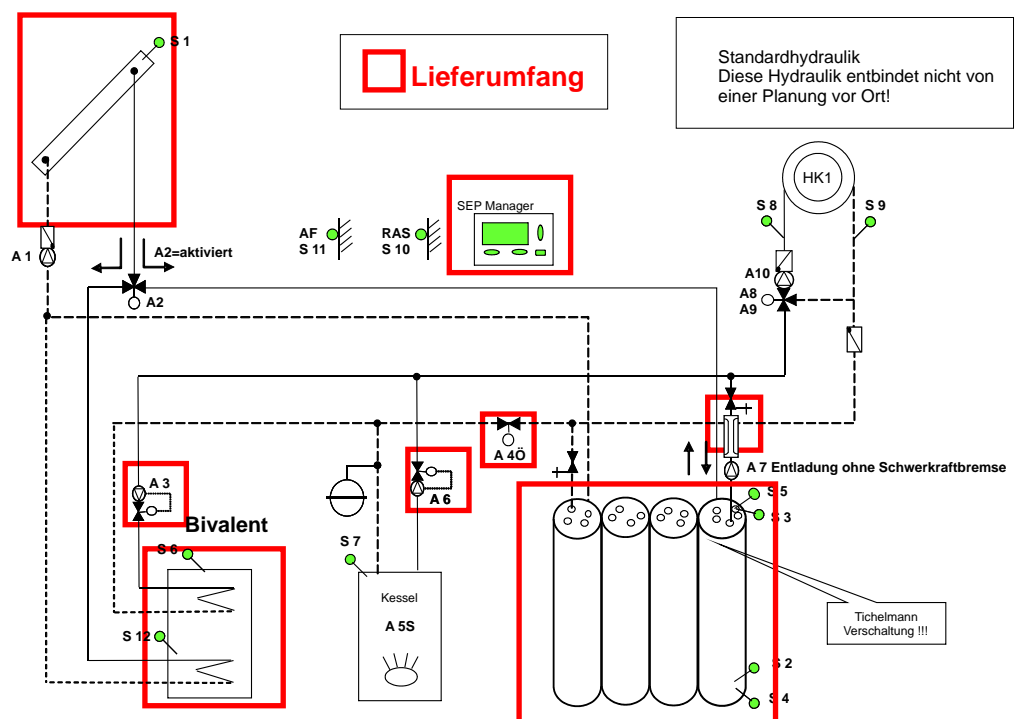 S 1
Lieferumfang
Standardhydraulik
Diese Hydraulik entbindet nicht von
einer Planung vor Ort!
HK1
S 8
S 9
SEP Manager
AF
S 11
RAS
S 10
A 1
A2=aktiviert
A2
A10
A8
A9
A 3
A 4Ö
A 6
A 7 Entladung ohne Schwerkraftbremse
Bivalent
S 5
S 3
S 6
S 7
Kessel
A 5S
S 12
Tichelmann
Verschaltung !!!
S 2
S 4